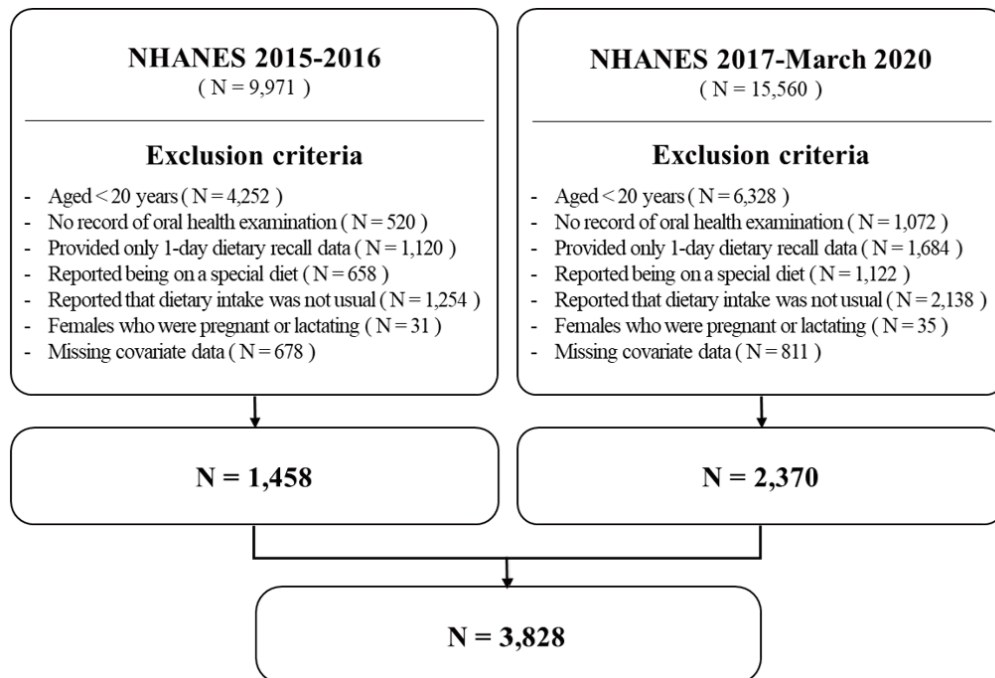 NHANES 2015-2016
( N = 9,971 )
Exclusion criteria
- Aged < 20 years ( N = 4,252 )
- No record of oral health examination ( N = 520 )
- Provided only 1-day dietary recall data ( N = 1,120 )
- Reported being on a special diet ( N = 658 )
- Reported that dietary intake was not usual ( N = 1,254 )
- Females who were pregnant or lactating ( N = 31 )
- Missing covariate data ( N = 678 )
NHANES 2017-March 2020
( N = 15,560 )
Exclusion criteria
- Aged < 20 years ( N = 6,328 )
- No record of oral health examination ( N = 1,072 )
- Provided only 1-day dietary recall data ( N = 1,684 )
- Reported being on a special diet ( N = 1,122 )
- Reported that dietary intake was not usual ( N = 2,138 )
- Females who were pregnant or lactating ( N = 35 )
- Missing covariate data ( N = 811 )
N = 1,458
N = 2,370
N = 3,828